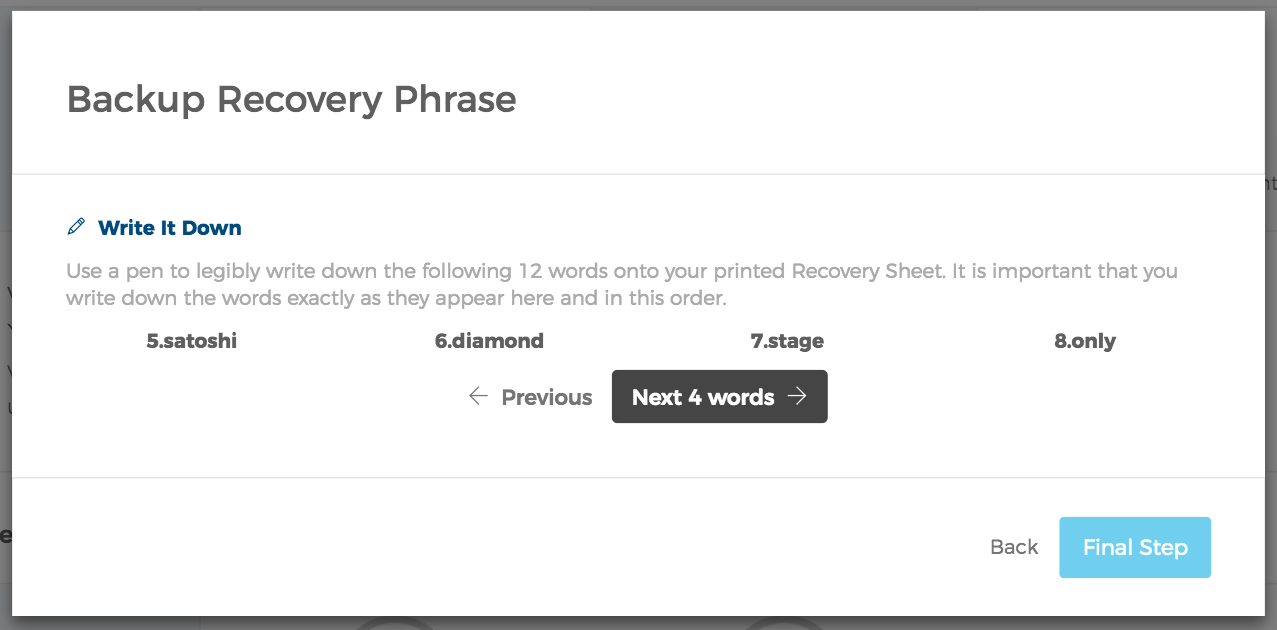 Backup Recovery Phrase
Write It Down
Use a pen to legibly write down the following 12 words onto your printed Recovery Sheet. It is important that you
write down the words exactly as they appear here and in this order.
5.satoshi 6.diamond 7.stage 8.only
← Previous Next 4 words →
Back Final Step